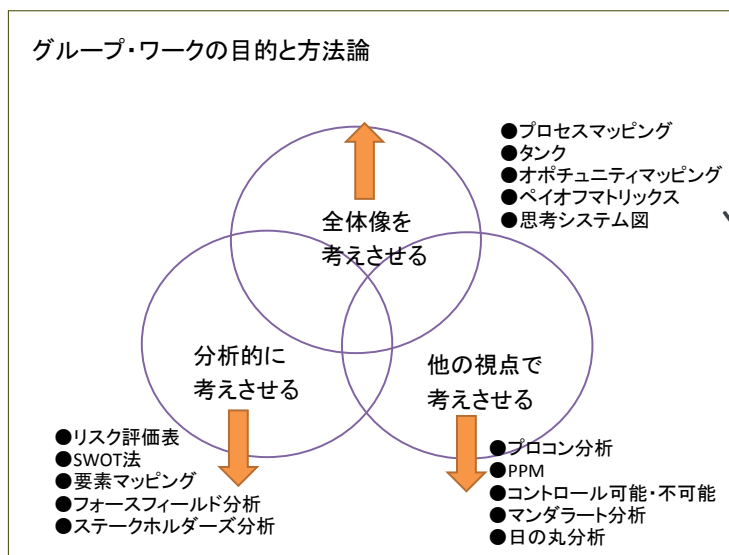 グループ・ワークの目的と方法論
●プロセスマッピング
●タンク
●オポチュニティマッピング
●ペイオフマトリックス
●思考システム図
全体像を
考えさせる
分析的に
考えさせる
他の視点で
考えさせる
●リスク評価表
●SWOT法
●要素マッピング
●フォースフィールド分析
●ステークホルダーズ分析
●プロコン分析
●PPM
●コントロール可能・不可能
●マンダラート分析
●日の丸分析